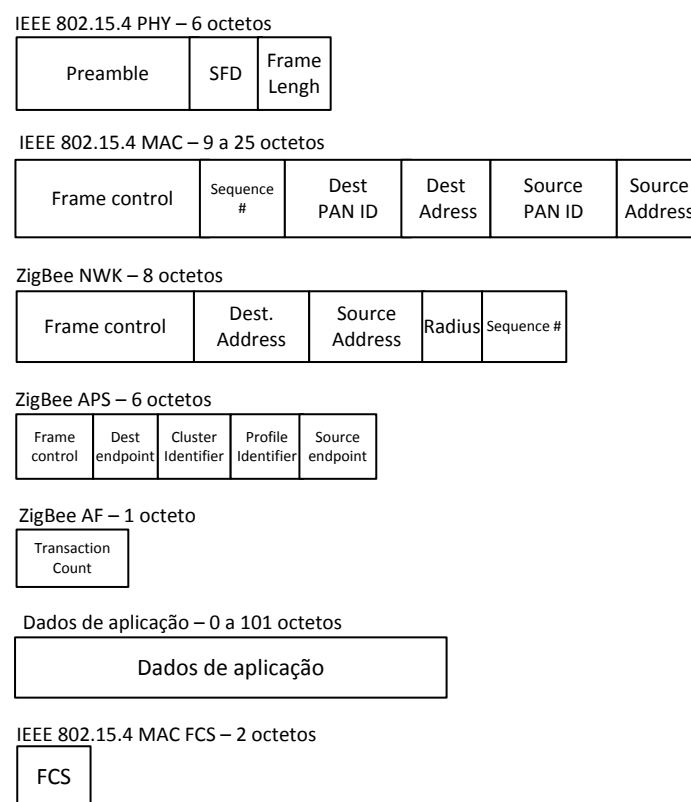 IEEE 802.15.4 PHY – 6 octetos
Preamble SFD Frame
Lengh
IEEE 802.15.4 MAC – 9 a 25 octetos
Frame control Sequence
# Dest
PAN ID Dest
Adress Source
PAN ID Source
Address
ZigBee NWK – 8 octetos
Frame control Dest.
Address Source
Address Radius Sequence #
ZigBee APS – 6 octetos
Frame
control Dest
endpoint Cluster
Identifier Profile
Identifier Source
endpoint
ZigBee AF – 1 octeto
Transaction
Count
Dados de aplicação – 0 a 101 octetos
Dados de aplicação
IEEE 802.15.4 MAC FCS – 2 octetos
FCS